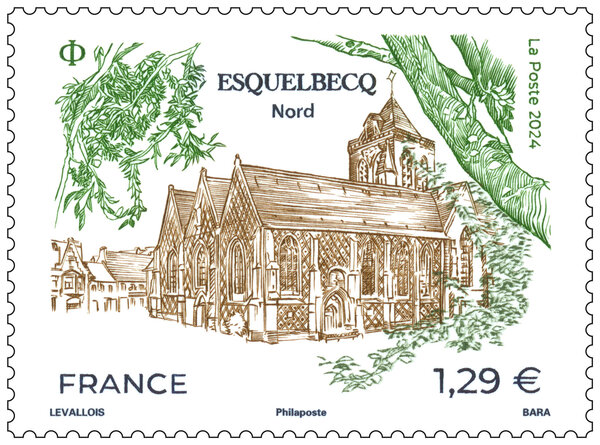 ESQUELBECQ
Nord
La Poste 2024
FRANCE
1,29 €
LEVALLOIS
Philaposte
BARA